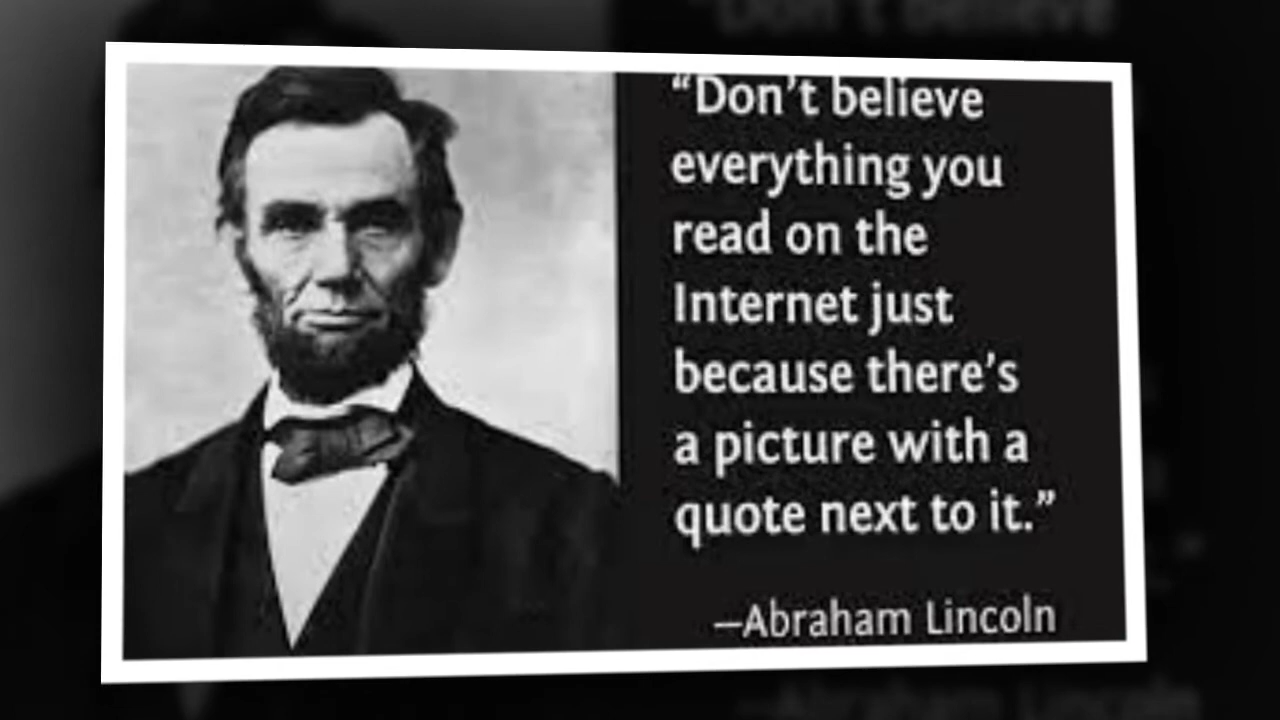 “Don’t believe
everything you
read on the
Internet just
because there’s
a picture with a
quote next to it.”
—Abraham Lincoln